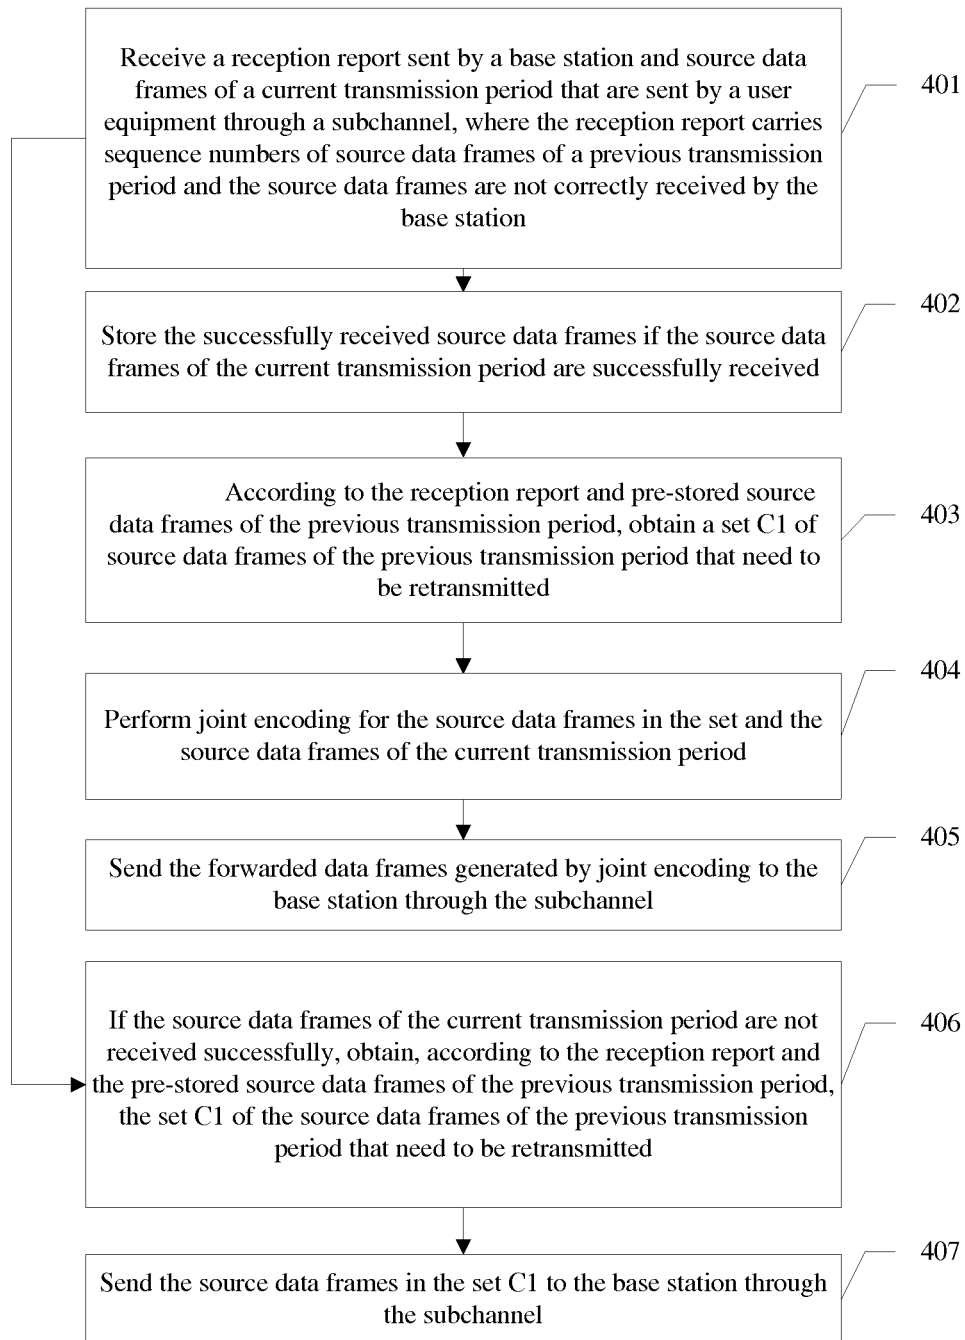 Receive a reception report sent by a base station and source data
frames of a current transmission period that are sent by a user
equipment through a subchannel, where the reception report carries
sequence numbers of source data frames of a previous transmission
period and the source data frames are not correctly received by the
base station
401
Store the successfully received source data frames if the source data
frames of the current transmission period are successfully received
402
According to the reception report and pre-stored source
data frames of the previous transmission period, obtain a set C1 of
source data frames of the previous transmission period that need to
be retransmitted
403
Perform joint encoding for the source data frames in the set and the
source data frames of the current transmission period
404
Send the forwarded data frames generated by joint encoding to the
base station through the subchannel
405
If the source data frames of the current transmission period are not
received successfully, obtain, according to the reception report and
the pre-stored source data frames of the previous transmission period,
the set C1 of the source data frames of the previous transmission
period that need to be retransmitted
406
Send the source data frames in the set C1 to the base station through
the subchannel
407